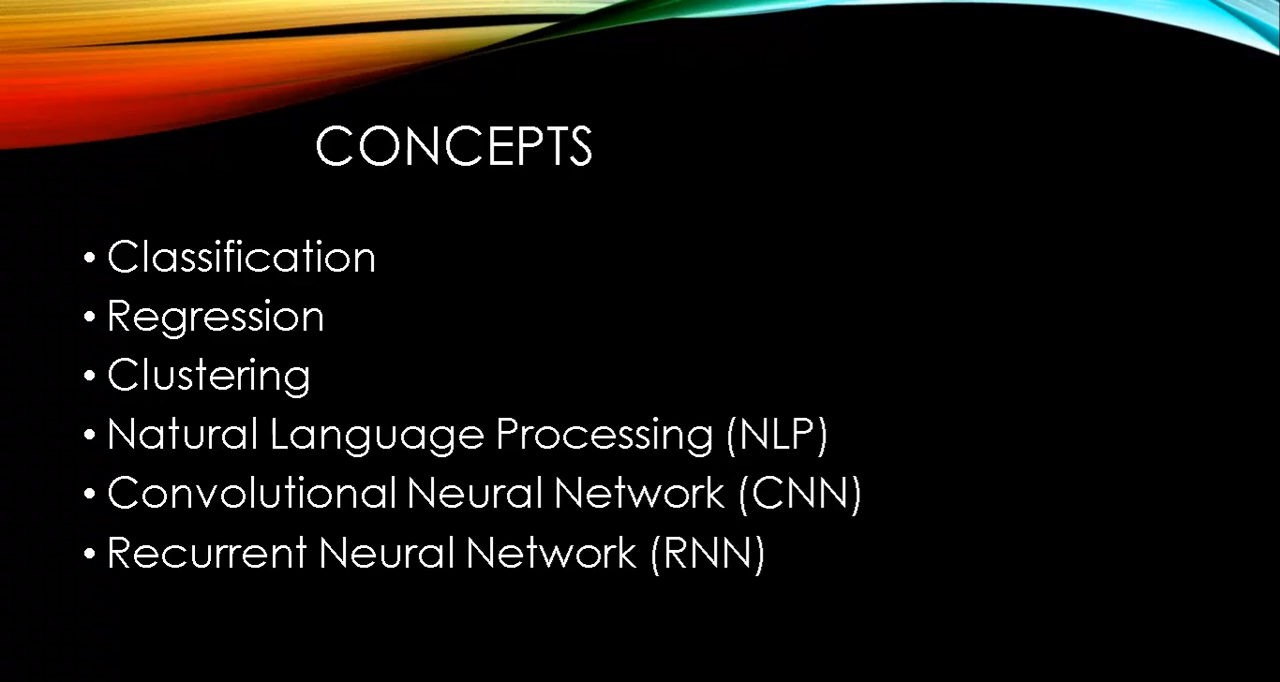 CONCEPTS
• Classification
• Regression
• Clustering
• Natural Language Processing (NLP)
• Convolutional Neural Network (CNN)
• Recurrent Neural Network (RNN)